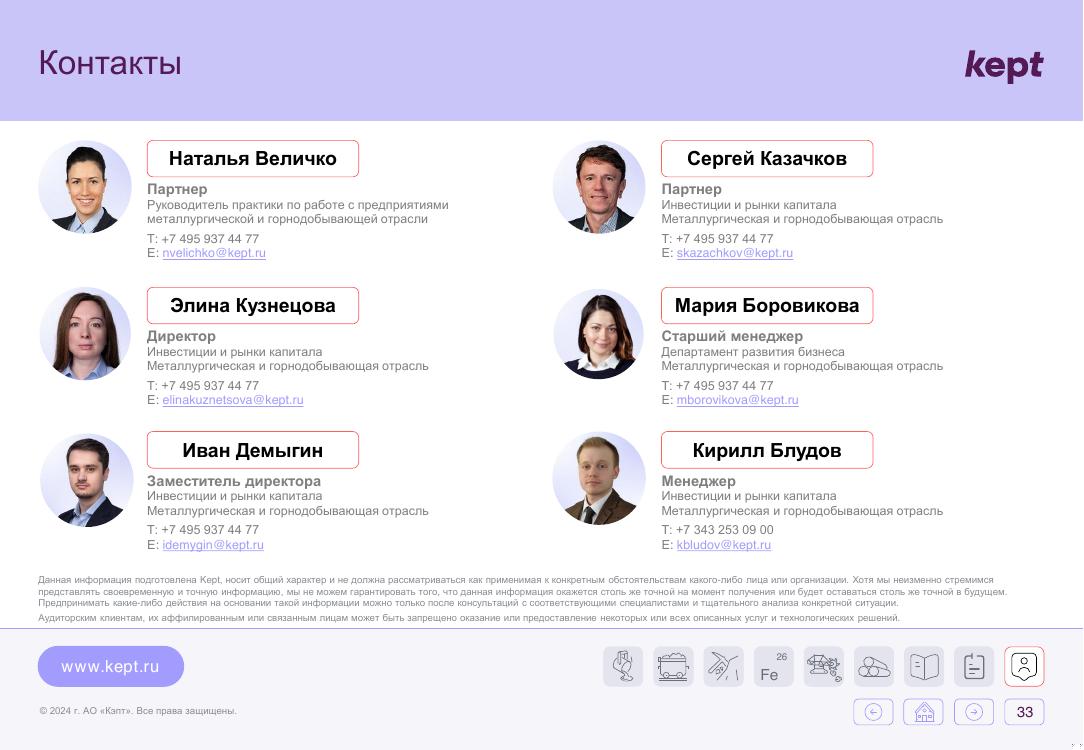 Контакты
kept
Наталья Величко
Партнер
Руководитель практики по работе с предприятиями
металлургической и горнодобывающей отрасли
T: +7 495 937 44 77
E: nvelichko@kept.ru
Сергей Казачков
Партнер
Инвестиции и рынки капитала
Металлургическая и горнодобывающая отрасль
T: +7 495 937 44 77
E: skazachkov@kept.ru
Элина Кузнецова
Директор
Инвестиции и рынки капитала
Металлургическая и горнодобывающая отрасль
T: +7 495 937 44 77
E: elinakuznetsova@kept.ru
Мария Боровикова
Старший менеджер
Департамент развития бизнеса
Металлургическая и горнодобывающая отрасль
T: +7 495 937 44 77
E: mborovikova@kept.ru
Иван Демыгин
Заместитель директора
Инвестиции и рынки капитала
Металлургическая и горнодобывающая отрасль
T: +7 495 937 44 77
E: idemygin@kept.ru
Кирилл Блудов
Менеджер
Инвестиции и рынки капитала
Металлургическая и горнодобывающая отрасль
T: +7 343 253 09 00
E: kbludov@kept.ru
Данная информация подготовлена Kept, носит общий характер и не должна рассматриваться как применимая к конкретным обстоятельствам какого-либо лица или организации. Хотя мы неизменно стремимся
представлять своевременную и точную информацию, мы не можем гарантировать того, что данная информация окажется столь же точной на момент получения или будет оставаться столь же точной в будущем.
Предпринимать какие-либо действия на основании такой информации можно только после консультаций с соответствующими специалистами и тщательного анализа конкретной ситуации.
Аудиторским клиентам, их аффилированным или связанным лицам может быть запрещено оказание или предоставление некоторых или всех описанных услуг и технологических решений.
www.kept.ru
26
Fe
© 2024 г. АО «Кэпт». Все права защищены.
33